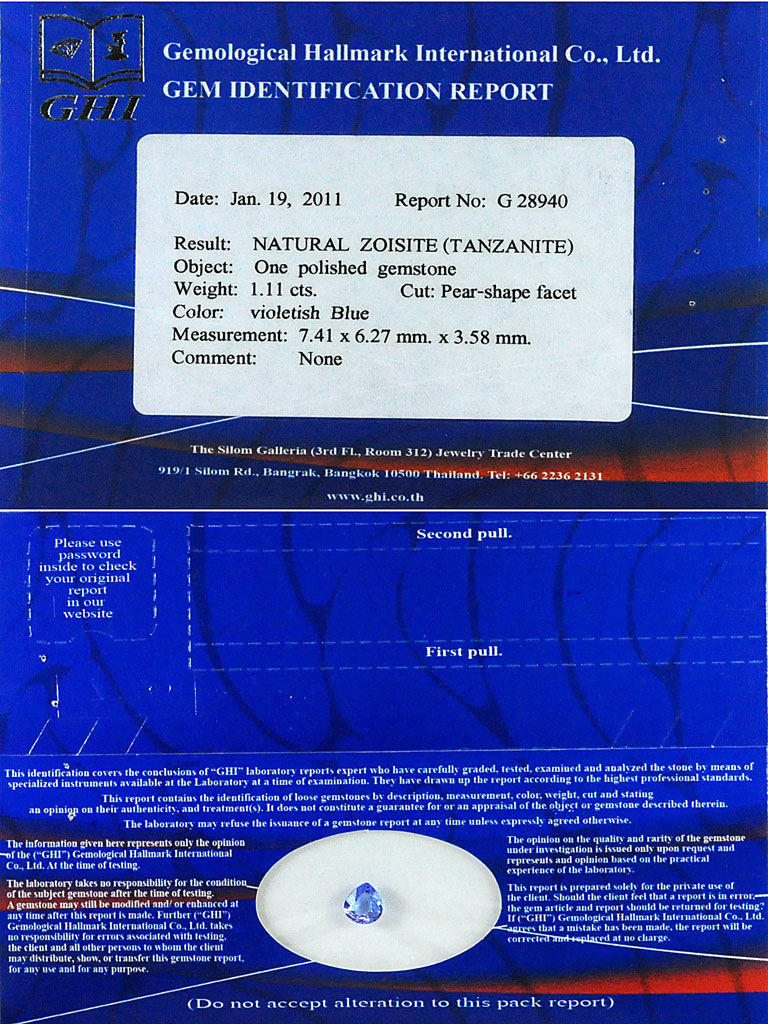 GHI
Gemological Hallmark International Co., Ltd.
GEM IDENTIFICATION REPORT
Date: Jan. 19, 2011 Report No: G 28940
Result: NATURAL ZOISITE (TANZANITE)
Object: One polished gemstone
Weight: 1.11 cts. Cut: Pear-shape facet
Color: violetish Blue
Measurement: 7.41 x 6.27 mm. x 3.58 mm.
Comment: None
The Silom Galleria (3rd Fl., Room 312) Jewelry Trade Center
919/1 Silom Rd., Bangrak, Bangkok 10500 Thailand. Tel: +66 2236 2131
www.ghi.co.th
Please use
password
inside to check
your original
report
in our
website
Second pull.
First pull.
This identification covers the conclusions of “GHI” laboratory reports expert who have carefully graded, tested, examined and analyzed the stone by means of
specialized instruments available at the Laboratory at a time of examination. They have drawn up the report according to the highest professional standards.
This report contains the identification of loose gemstones by description, measurement, color, weight, cut and stating
an opinion on their authenticity, and treatment(s). It does not constitute a guarantee for or an appraisal of the object or gemstone described therein.
The laboratory may refuse the issuance of a gemstone report at any time unless expressly agreed otherwise.
The information given here represents only the opinion
of the (“GHI”) Gemological Hallmark International
Co., Ltd. At the time of testing.
The laboratory takes no responsibility for the condition
of the subject gemstone after the time of testing.
A gemstone may still be modified and/ or enhanced at
any time after this report is made. Further (“GHI”)
Gemological Hallmark International Co., Ltd. takes
no responsibility for errors associated with testing,
the client and all other persons to whom the client
may distribute, show, or transfer this gemstone report,
for any use and for any purpose.
The opinion on the quality and rarity of the gemstone
under investigation is issued only upon request and
represents and opinion based on the practical
experience of the laboratory.
This report is prepared solely for the private use of
the client. Should the client feel that a report is in error,
the gem article and report should be returned for testing?
If (“GHI”) Gemological Hallmark International Co., Ltd.
agrees that a mistake has been made, the report will be
corrected and replaced at no charge.
(Do not accept alteration to this pack report)